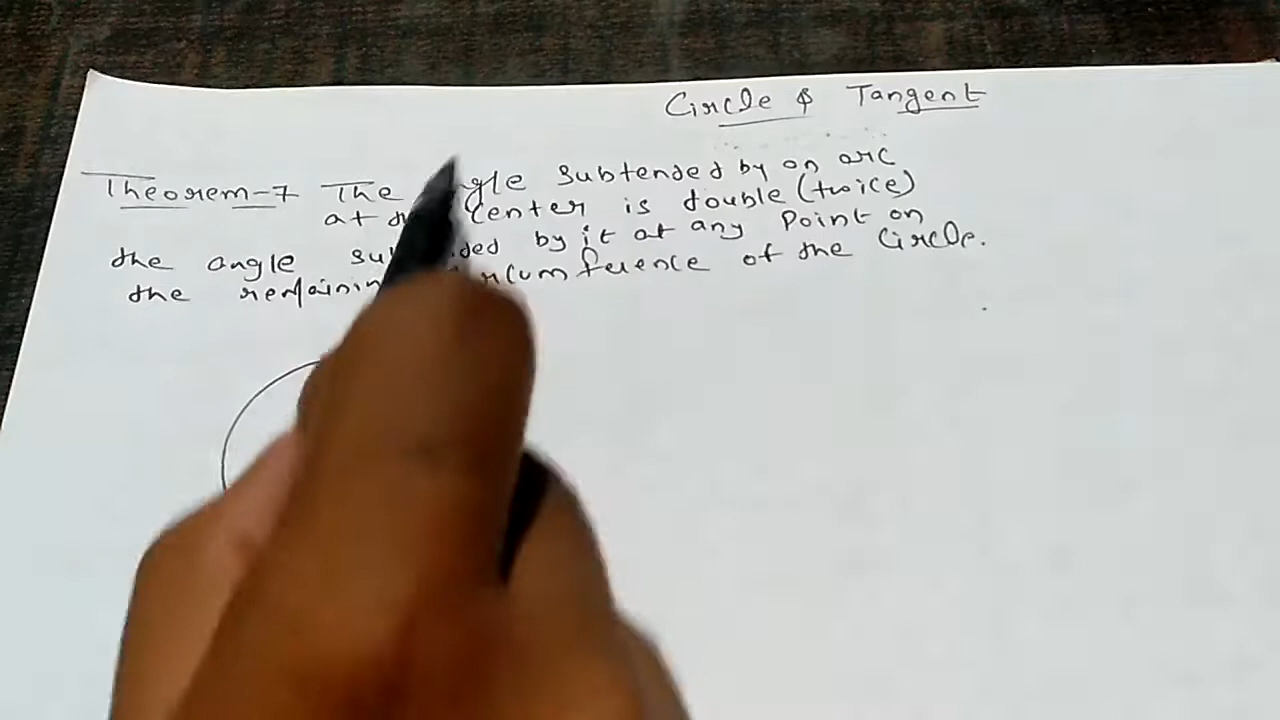 Circle & Tangent
Theorem-7 The subtended by an arc
at center is double (twice)
the angle by it at any Point on
the of the Circle.